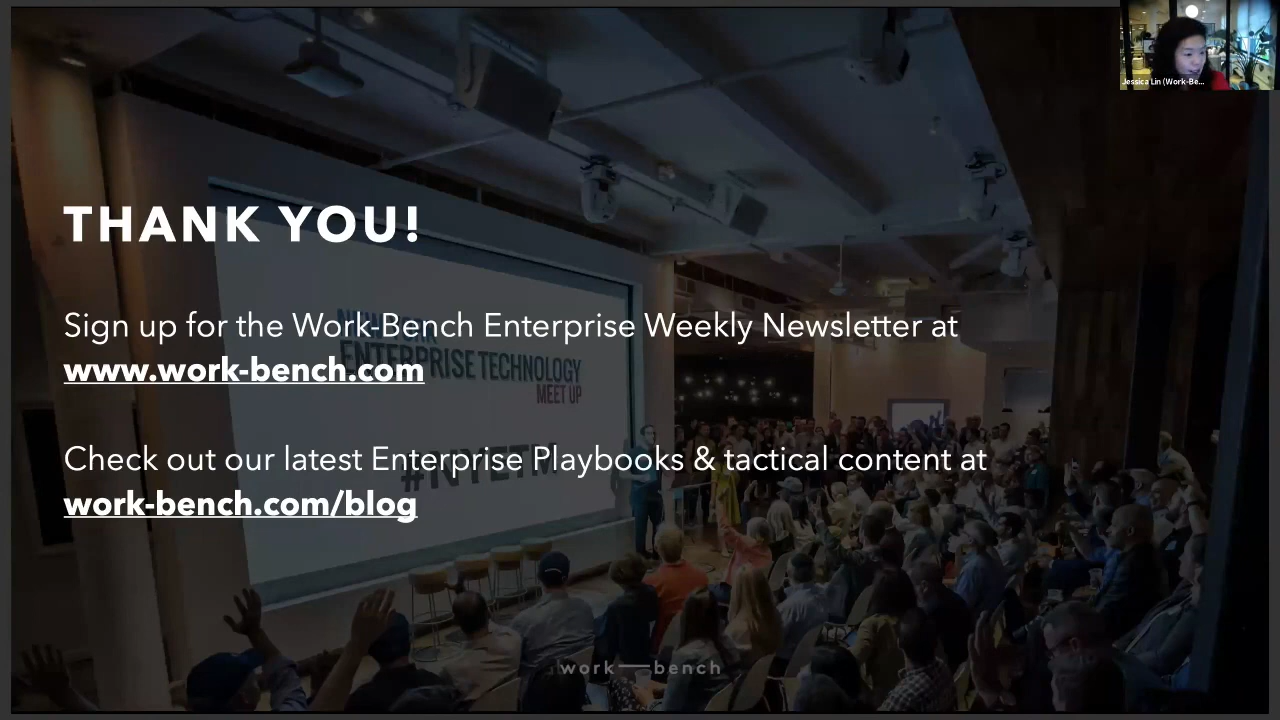 Jessica Lin (Work-Be...
THANK YOU!
Sign up for the Work-Bench Enterprise Weekly Newsletter at
www.work-bench.com
ENTERPRISE TECHNOLOGY
MEET UP
Check out our latest Enterprise Playbooks & tactical content at
#NYETM
work-bench.com/blog
work—bench